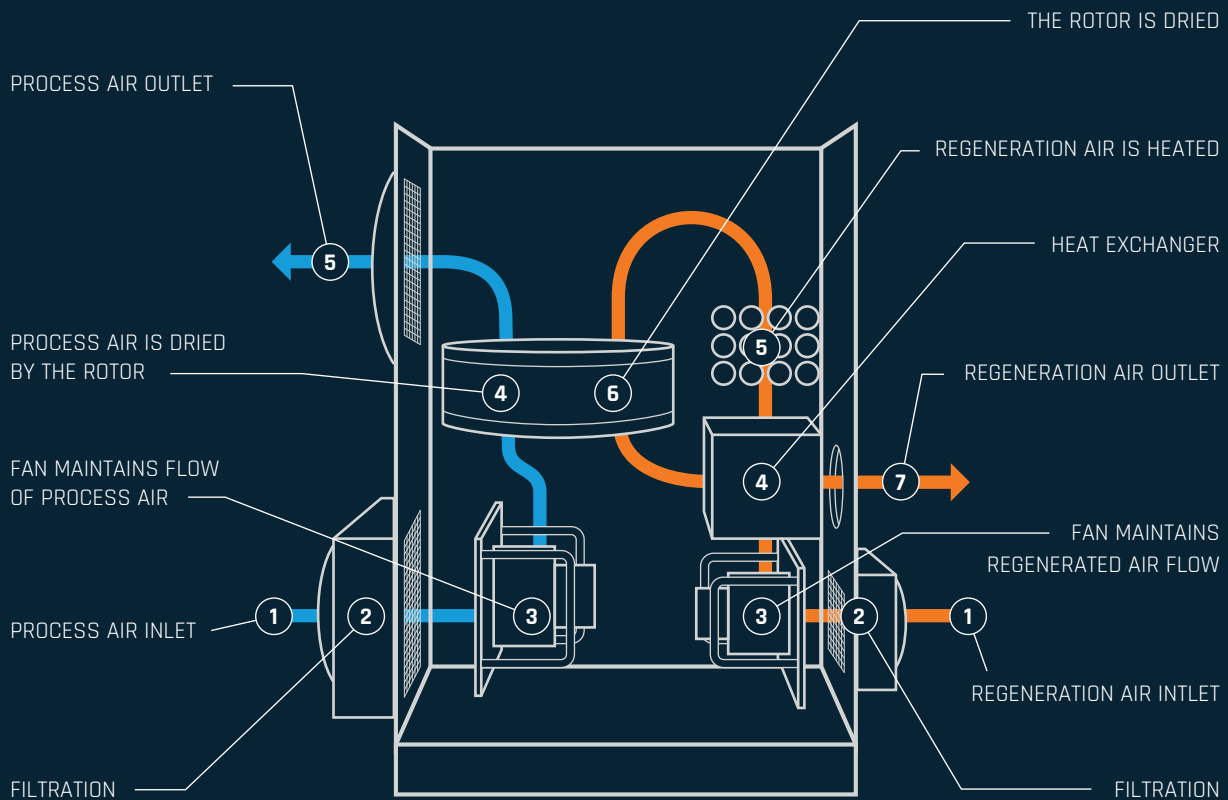 THE ROTOR IS DRIED
PROCESS AIR OUTLET
REGENERATION AIR IS HEATED
HEAT EXCHANGER
5
PROCESS AIR IS DRIED
BY THE ROTOR
5
REGENERATION AIR OUTLET
4
6
FAN MAINTAINS FLOW
OF PROCESS AIR
4
7
FAN MAINTAINS
REGENERATED AIR FLOW
PROCESS AIR INLET
1
2
3
3
2
1
REGENERATION AIR INTLET
FILTRATION
FILTRATION